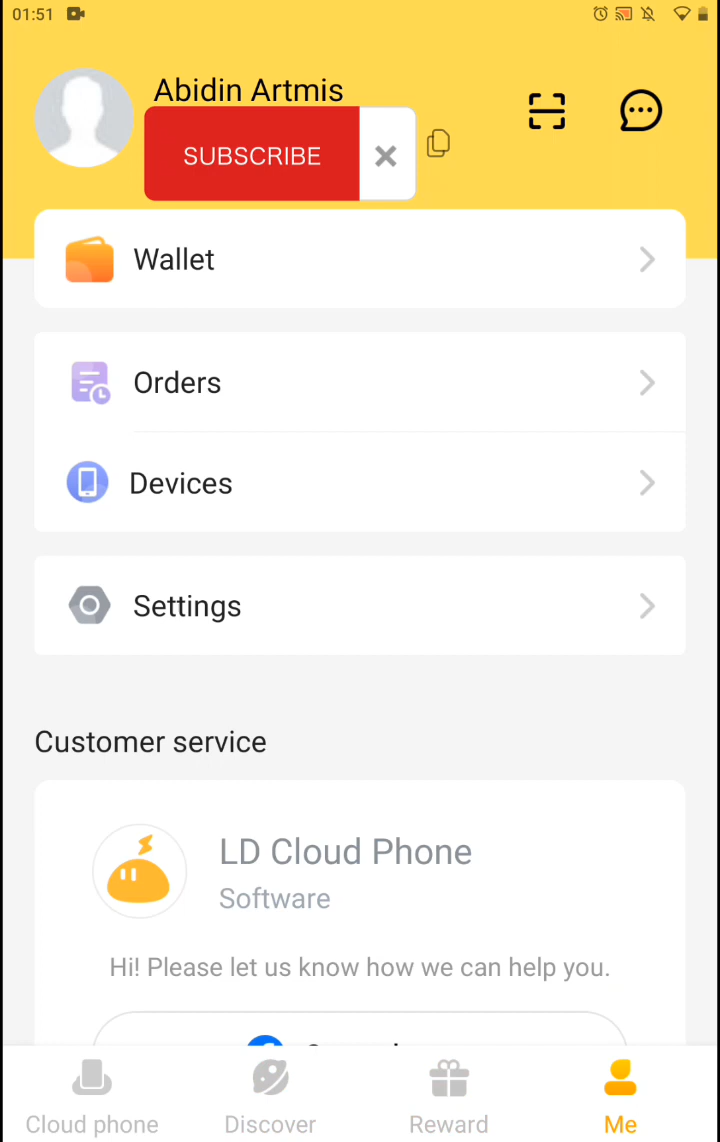 01:51
Abidin Artmis
SUBSCRIBE
Wallet
Orders
Devices
Settings
Customer service
LD Cloud Phone
Software
Hi! Please let us know how we can help you.
Cloud phone
Discover
Reward
Me